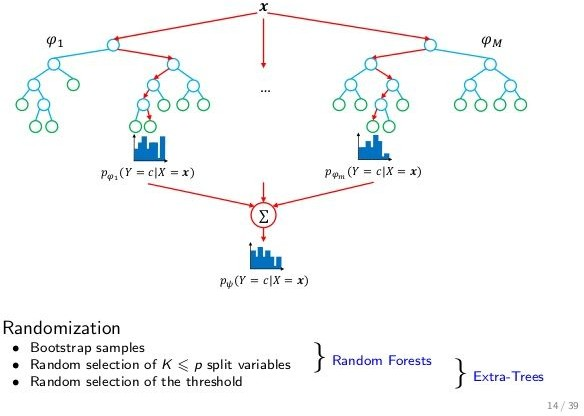 x
φ1
φM
...
pφ1(Y = c|X = x)
pφm(Y = c|X = x)
Σ
pψ(Y = c|X = x)
Randomization
• Bootstrap samples
• Random selection of K ⩽ p split variables
• Random selection of the threshold
} Random Forests
} Extra-Trees
14 / 39